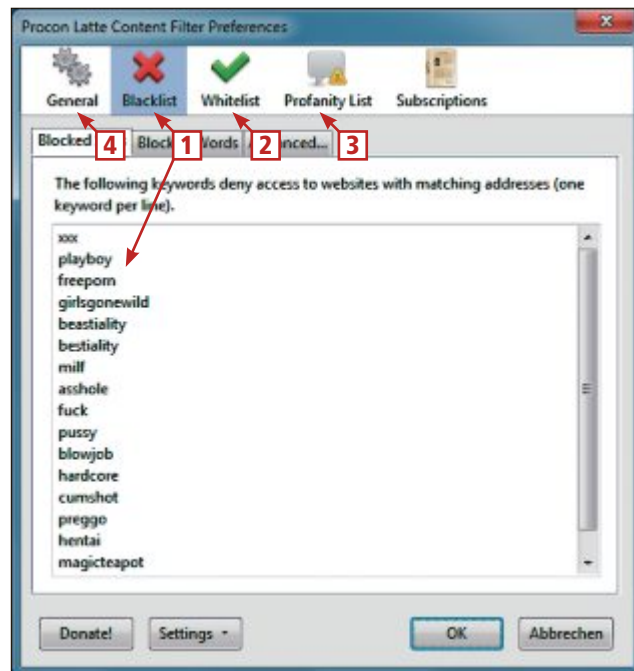 Procon Latte Content Filter Preferences
General Blacklist Whitelist Profanity List Subscriptions
4 1 2 3
Blocked Words
The following keywords deny access to websites with matching addresses (one
keyword per line).
xxx
playboy
freeporn
girlsgonewild
beastiality
bestiality
milf
asshole
fuck
pussy
blowjob
hardcore
cumshot
preggo
hentai
magicteapot
Donate! Settings OK Abbrechen